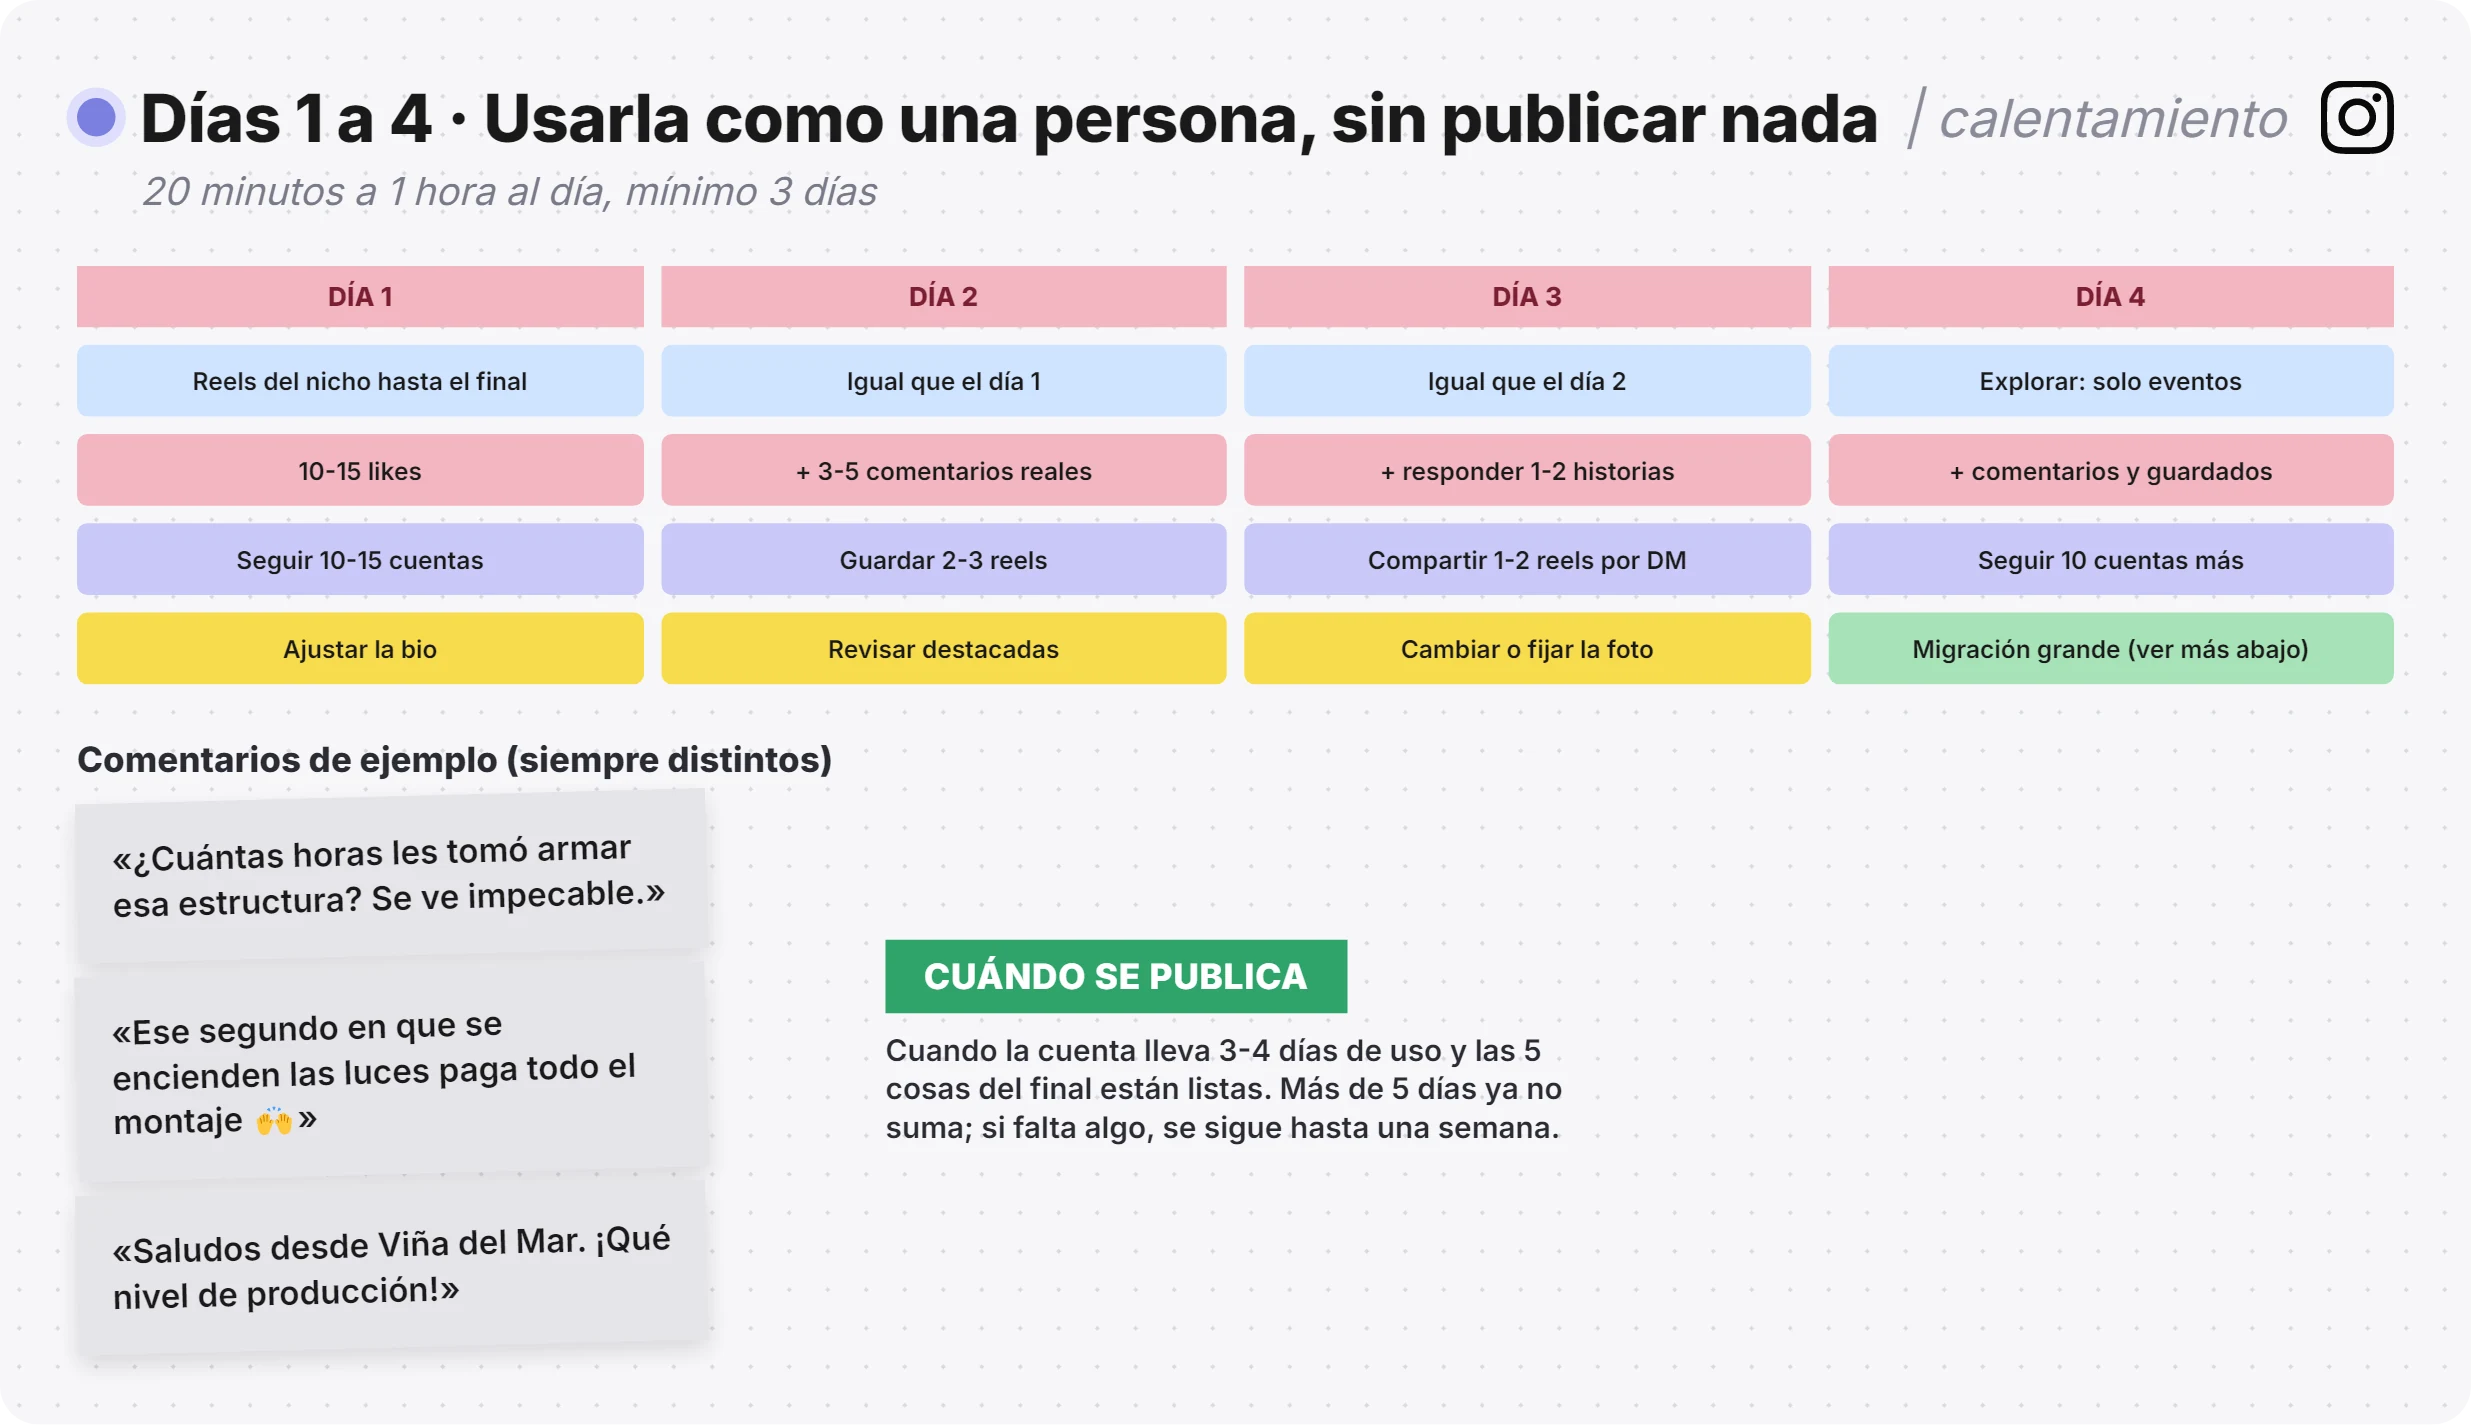 Días 1 a 4 · Usarla como una persona, sin publicar nada / calentamiento
20 minutos a 1 hora al día, mínimo 3 días
DÍA 1
DÍA 2
DÍA 3
DÍA 4
Reels del nicho hasta el final
Igual que el día 1
Igual que el día 2
Explorar: solo eventos
10-15 likes
+ 3-5 comentarios reales
+ responder 1-2 historias
+ comentarios y guardados
Seguir 10-15 cuentas
Guardar 2-3 reels
Compartir 1-2 reels por DM
Seguir 10 cuentas más
Ajustar la bio
Revisar destacadas
Cambiar o fijar la foto
Migración grande (ver más abajo)
Comentarios de ejemplo (siempre distintos)
«¿Cuántas horas les tomó armar
esa estructura? Se ve impecable.»
«Ese segundo en que se
encienden las luces paga todo el
montaje 🙌»
«Saludos desde Viña del Mar. ¡Qué
nivel de producción!»
CUÁNDO SE PUBLICA
Cuando la cuenta lleva 3-4 días de uso y las 5
cosas del final están listas. Más de 5 días ya no
suma; si falta algo, se sigue hasta una semana.